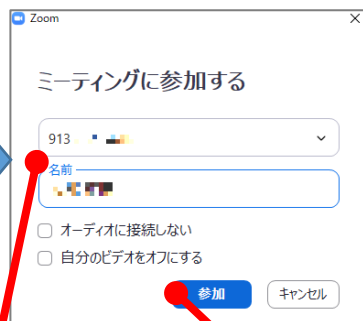 Zoom
ミーティングに参加する
913
名前
オーディオに接続しない
自分のビデオをオフにする
参加 キャンセル